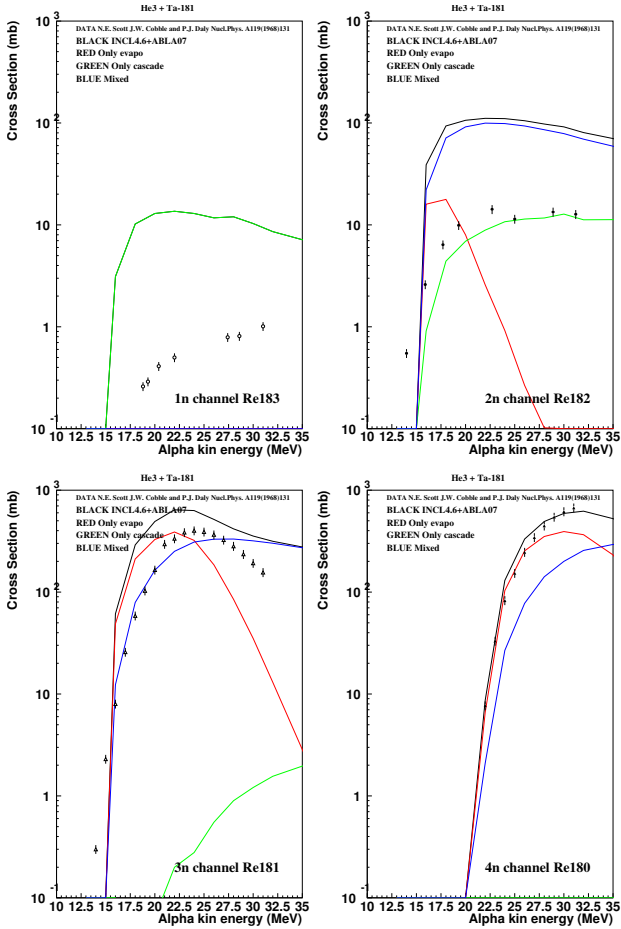 He3 + Ta-181
Cross Section (mb)
DATA N.E. Scott J.W. Cobble and P.J. Daly Nucl.Phys. A119(1968)131
BLACK INCL4.6+ABLA07
RED Only evapo
GREEN Only cascade
BLUE Mixed
10 3
10 2
10
1
10 -1
1n channel Re183
10 12.5 15 17.5 20 22.5 25 27.5 30 32.5 35
Alpha kin energy (MeV)
He3 + Ta-181
Cross Section (mb)
DATA N.E. Scott J.W. Cobble and P.J. Daly Nucl.Phys. A119(1968)131
BLACK INCL4.6+ABLA07
RED Only evapo
GREEN Only cascade
BLUE Mixed
10 3
10 2
10
1
10 -1
2n channel Re182
10 12.5 15 17.5 20 22.5 25 27.5 30 32.5 35
Alpha kin energy (MeV)
He3 + Ta-181
Cross Section (mb)
DATA N.E. Scott J.W. Cobble and P.J. Daly Nucl.Phys. A119(1968)131
BLACK INCL4.6+ABLA07
RED Only evapo
GREEN Only cascade
BLUE Mixed
10 3
10 2
10
1
10 -1
3n channel Re181
10 12.5 15 17.5 20 22.5 25 27.5 30 32.5 35
Alpha kin energy (MeV)
He3 + Ta-181
Cross Section (mb)
DATA N.E. Scott J.W. Cobble and P.J. Daly Nucl.Phys. A119(1968)131
BLACK INCL4.6+ABLA07
RED Only evapo
GREEN Only cascade
BLUE Mixed
10 3
10 2
10
1
10 -1
4n channel Re180
10 12.5 15 17.5 20 22.5 25 27.5 30 32.5 35
Alpha kin energy (MeV)